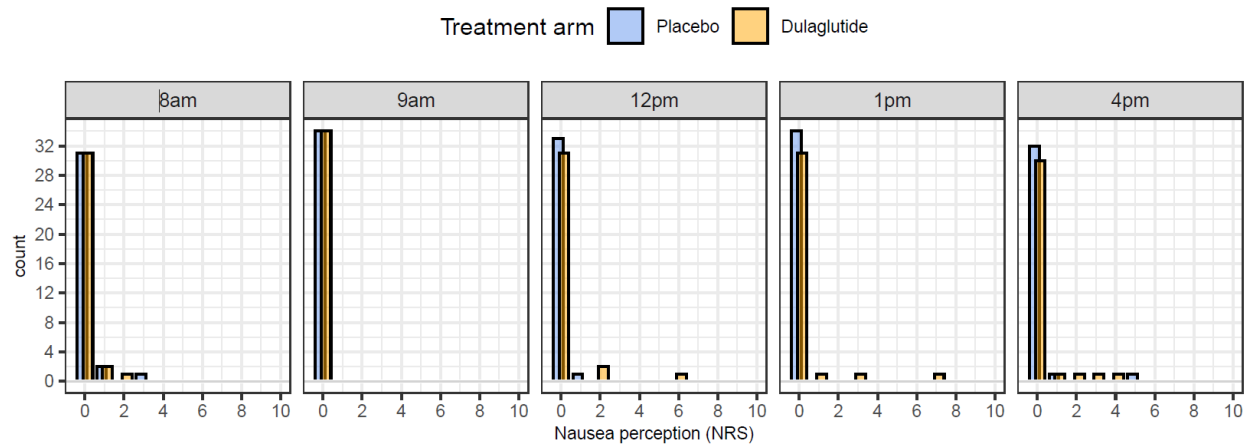 Treatment arm Placebo Dulaglutide
8am 9am 12pm 1pm 4pm
32
28
24
20
16
12
8
4
0
count
0 2 4 6 8 10 0 2 4 6 8 10 0 2 4 6 8 10 0 2 4 6 8 10 0 2 4 6 8 10
Nausea perception (NRS)